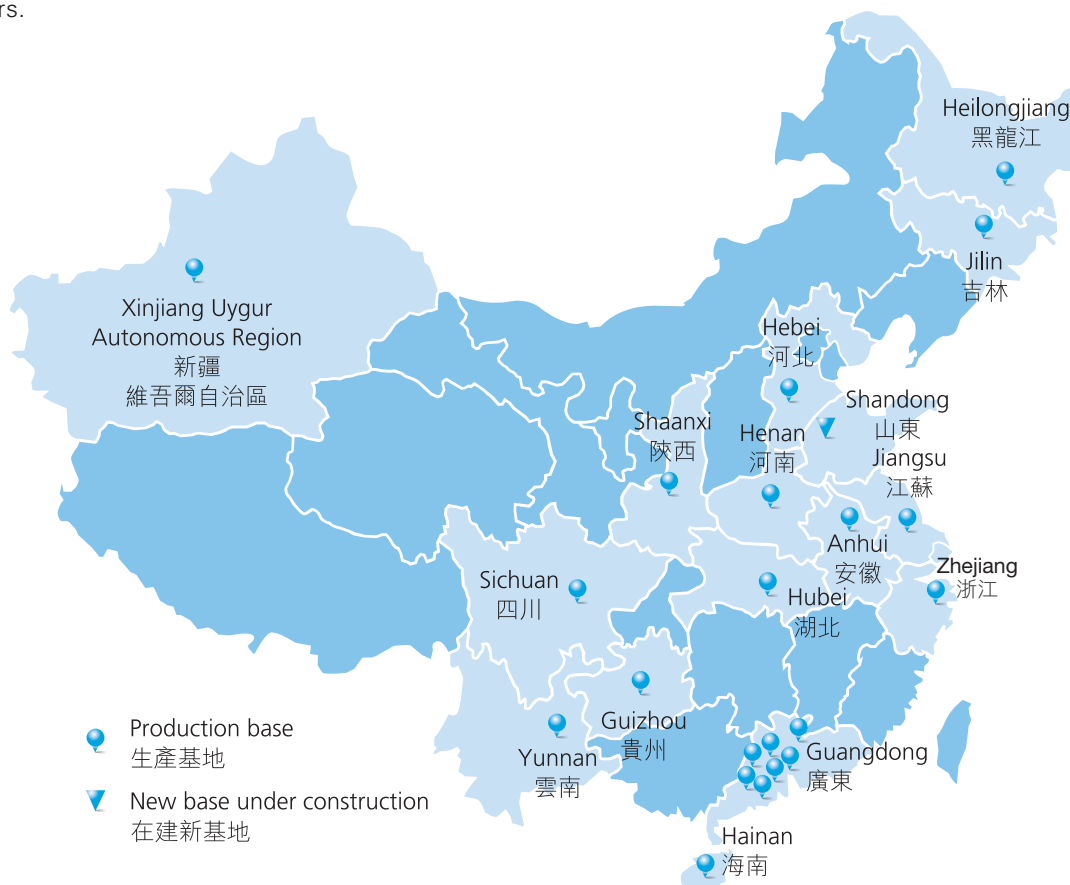 rs.
Heilongjiang
黑龍江
Jilin
吉林
Xinjiang Uygur
Autonomous Region
新疆
維吾爾自治區
Hebei
河北
Shandong
山東
Shaanxi
陝西
Henan
河南
Jiangsu
江蘇
Anhui
安徽
Zhejiang
浙江
Sichuan
四川
Hubei
湖北
Guizhou
貴州
Yunnan
雲南
Guangdong
廣東
Hainan
海南
Production base
生產基地
New base under construction
在建新基地